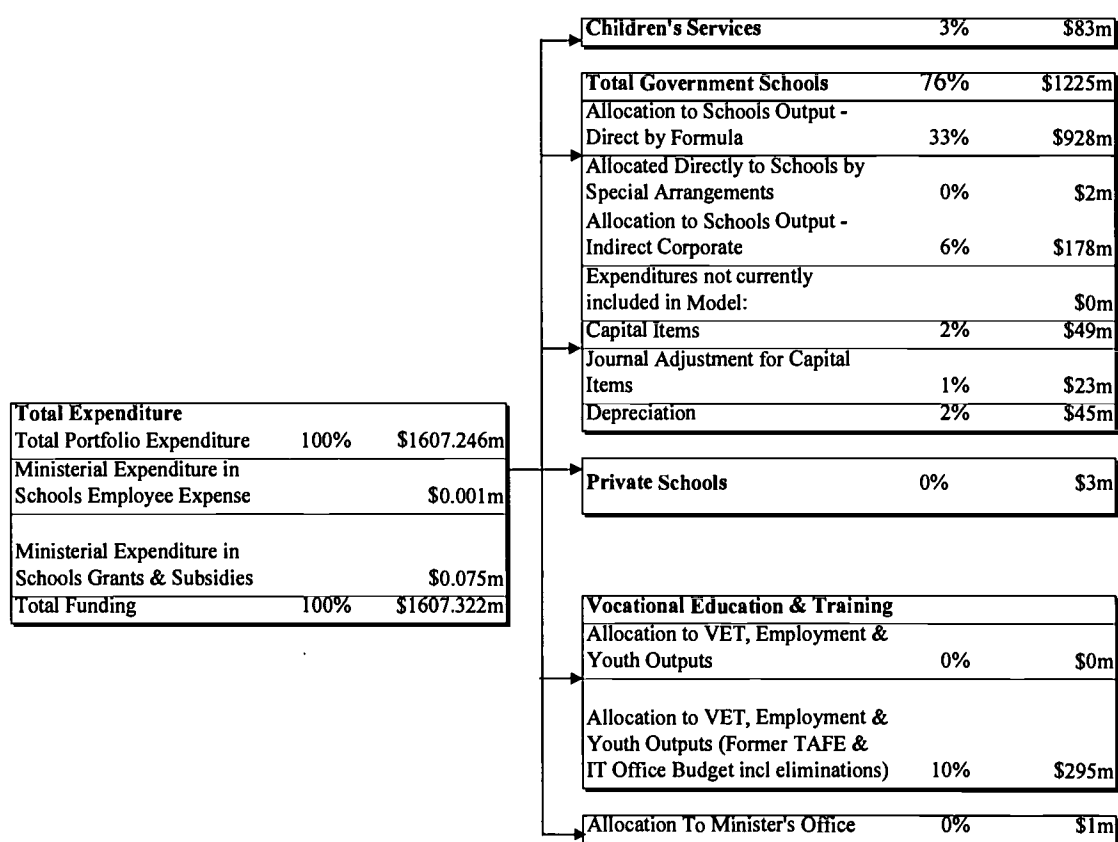 Children's Services 3% $83m
Total Government Schools 76% $1225m
Allocation to Schools Output -
Direct by Formula 33% $928m
Allocated Directly to Schools by
Special Arrangements 0% $2m
Allocation to Schools Output -
Indirect Corporate 6% $178m
Expenditures not currently
included in Model: $0m
Capital Items 2% $49m
Journal Adjustment for Capital
Items 1% $23m
Depreciation 2% $45m
Total Expenditure
Total Portfolio Expenditure 100% $1607.246m
Ministerial Expenditure in
Schools Employee Expense $0.001m
Ministerial Expenditure in
Schools Grants & Subsidies $0.075m
Total Funding 100% $1607.322m
Private Schools 0% $3m
Vocational Education & Training
Allocation to VET, Employment &
Youth Outputs 0% $0m
Allocation to VET, Employment &
Youth Outputs (Former TAFE &
IT Office Budget incl eliminations) 10% $295m
Allocation To Minister's Office 0% $1m